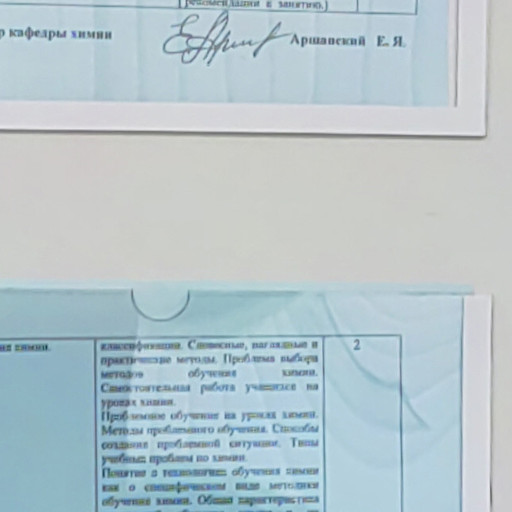 (рекомендации к занятию.)
р кафедры химии Аршанский Е. Я.
химии. классификации. Словесные, наглядные и 2
практические методы. Проблема выбора
методов обучения химии.
Самостоятельная работа учащихся на
уроках химии.
Проблемное обучение на уроках химии.
Методы проблемного обучения. Способы
создания проблемной ситуации. Типы
учебных проблем по химии.
Понятие о технологиях обучения химии
как о специфическом виде методики
обучения химии. Общая характеристика